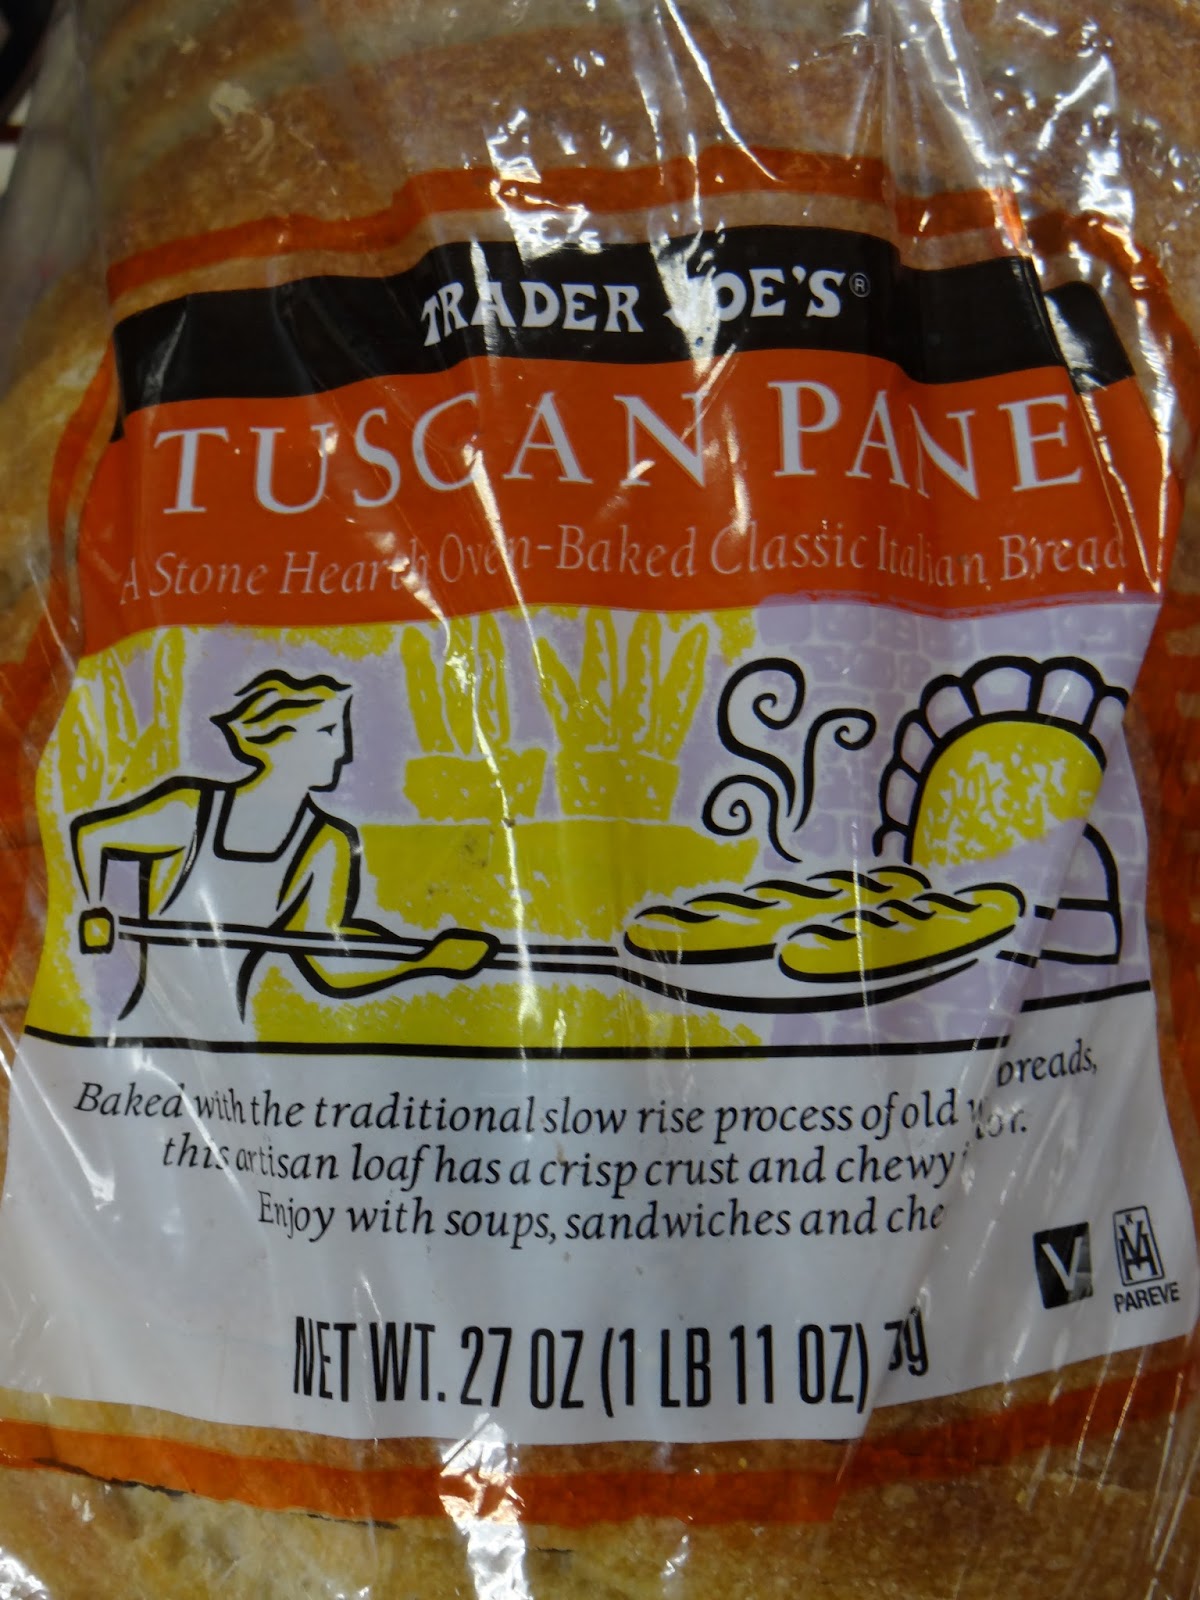 TRADER JOE'S®
TUSCAN PANE
A Stone Hearth Oven-Baked Classic Italian Bread
Baked with the traditional slow rise process of old breads,
this artisan loaf has a crisp crust and chewy
Enjoy with soups, sandwiches and
V
PAREVE
NET WT. 27 OZ (1 LB 11 OZ)